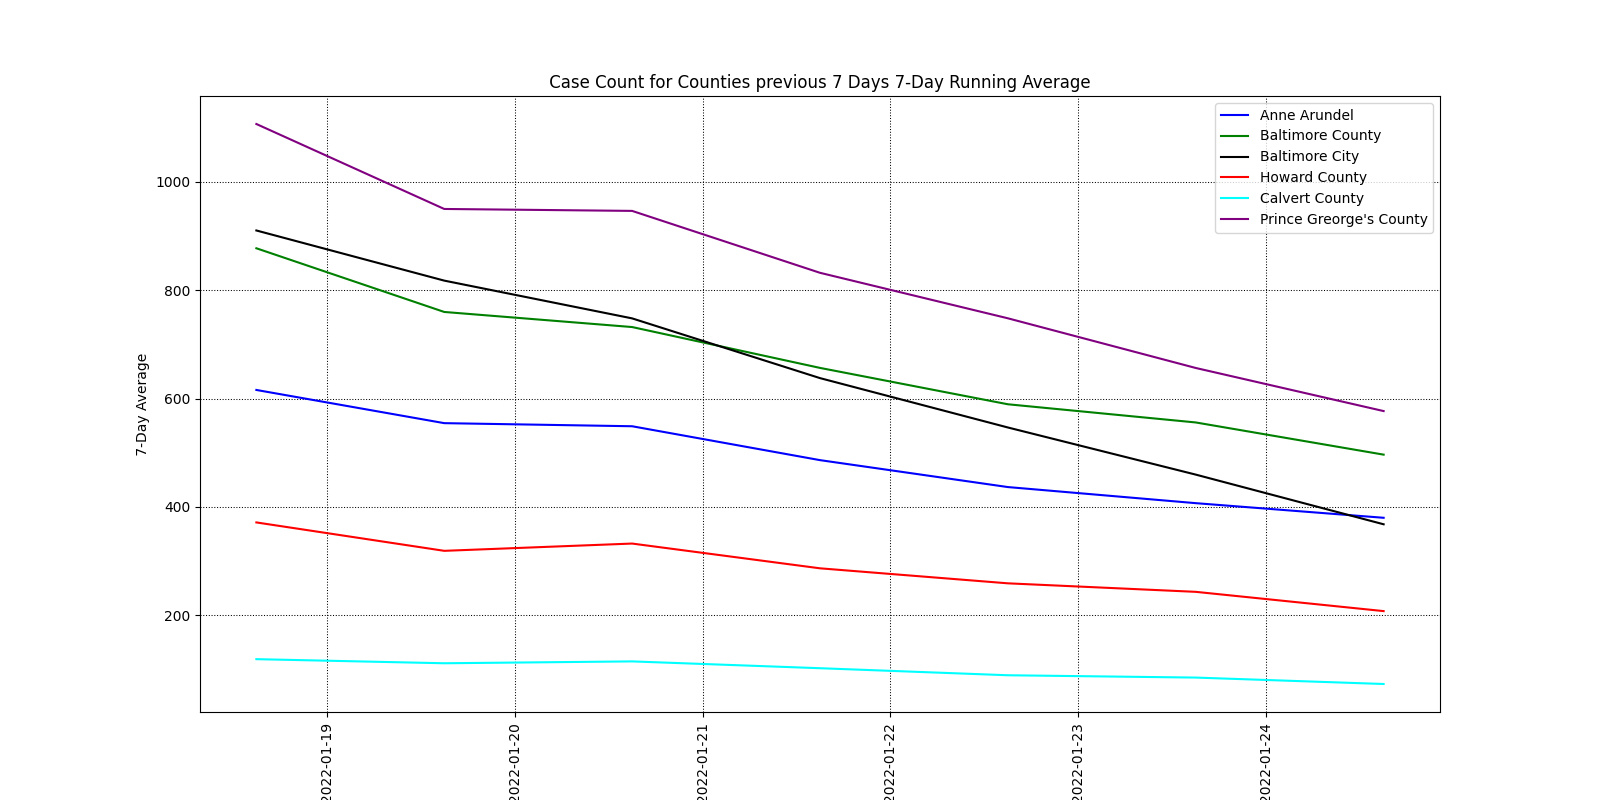 Case Count for Counties previous 7 Days 7-Day Running Average
Anne Arundel
Baltimore County
Baltimore City
Howard County
Calvert County
Prince Greorge's County
7-Day Average
1000
800
600
400
200
2022-01-19
2022-01-20
2022-01-21
2022-01-22
2022-01-23
2022-01-24